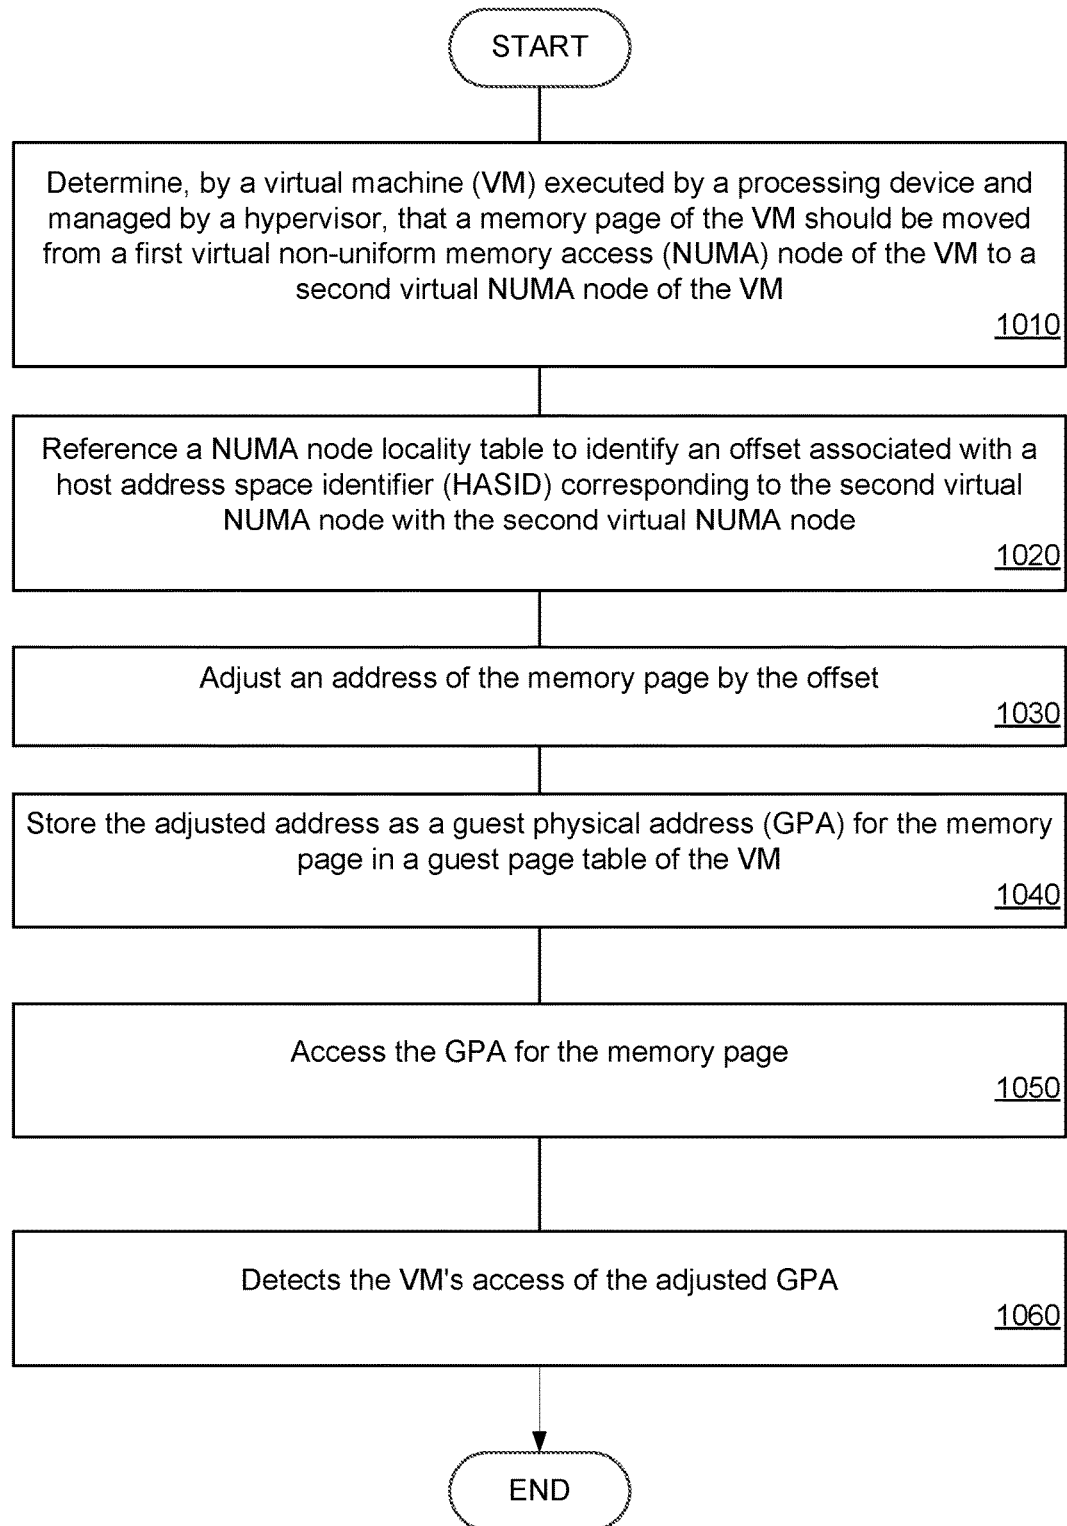 START
Determine, by a virtual machine (VM) executed by a processing device and
managed by a hypervisor, that a memory page of the VM should be moved
from a first virtual non-uniform memory access (NUMA) node of the VM to a
second virtual NUMA node of the VM
1010
Reference a NUMA node locality table to identify an offset associated with a
host address space identifier (HASID) corresponding to the second virtual
NUMA node with the second virtual NUMA node
1020
Adjust an address of the memory page by the offset
1030
Store the adjusted address as a guest physical address (GPA) for the memory
page in a guest page table of the VM
1040
Access the GPA for the memory page
1050
Detects the VM's access of the adjusted GPA
1060
END